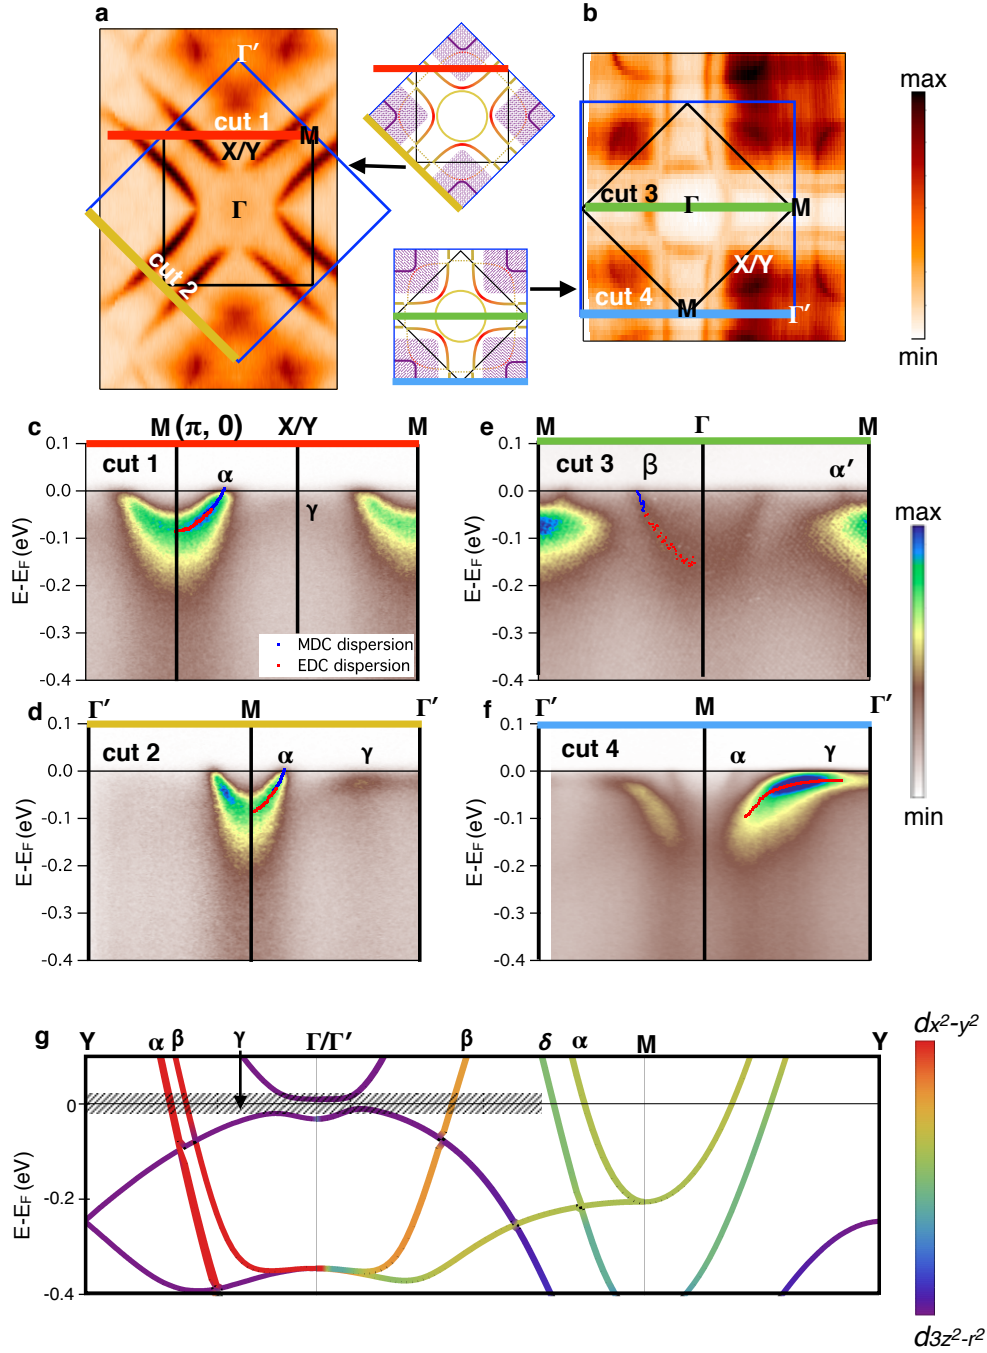 a
Γ′
cut 1
M
X/Y
Γ
cut 2
b
cut 3
Γ
M
X/Y
cut 4
M
Γ′
max
min
c
M (π, 0)
X/Y
M
0.1
0.0
-0.1
-0.2
-0.3
-0.4
E-EF (eV)
cut 1
α
γ
MDC dispersion
EDC dispersion
e
M
Γ
M
0.1
0.0
-0.1
-0.2
-0.3
-0.4
E-EF (eV)
cut 3
β
α′
max
min
d
Γ′
M
Γ′
0.1
0.0
-0.1
-0.2
-0.3
-0.4
E-EF (eV)
cut 2
α
γ
f
Γ′
M
Γ′
0.1
0.0
-0.1
-0.2
-0.3
-0.4
E-EF (eV)
cut 4
α
γ
g
Y
α
β
γ
Γ/Γ′
β
δ
α
M
Y
0
-0.2
-0.4
E-EF (eV)
dx²-y²
d3z²-r²